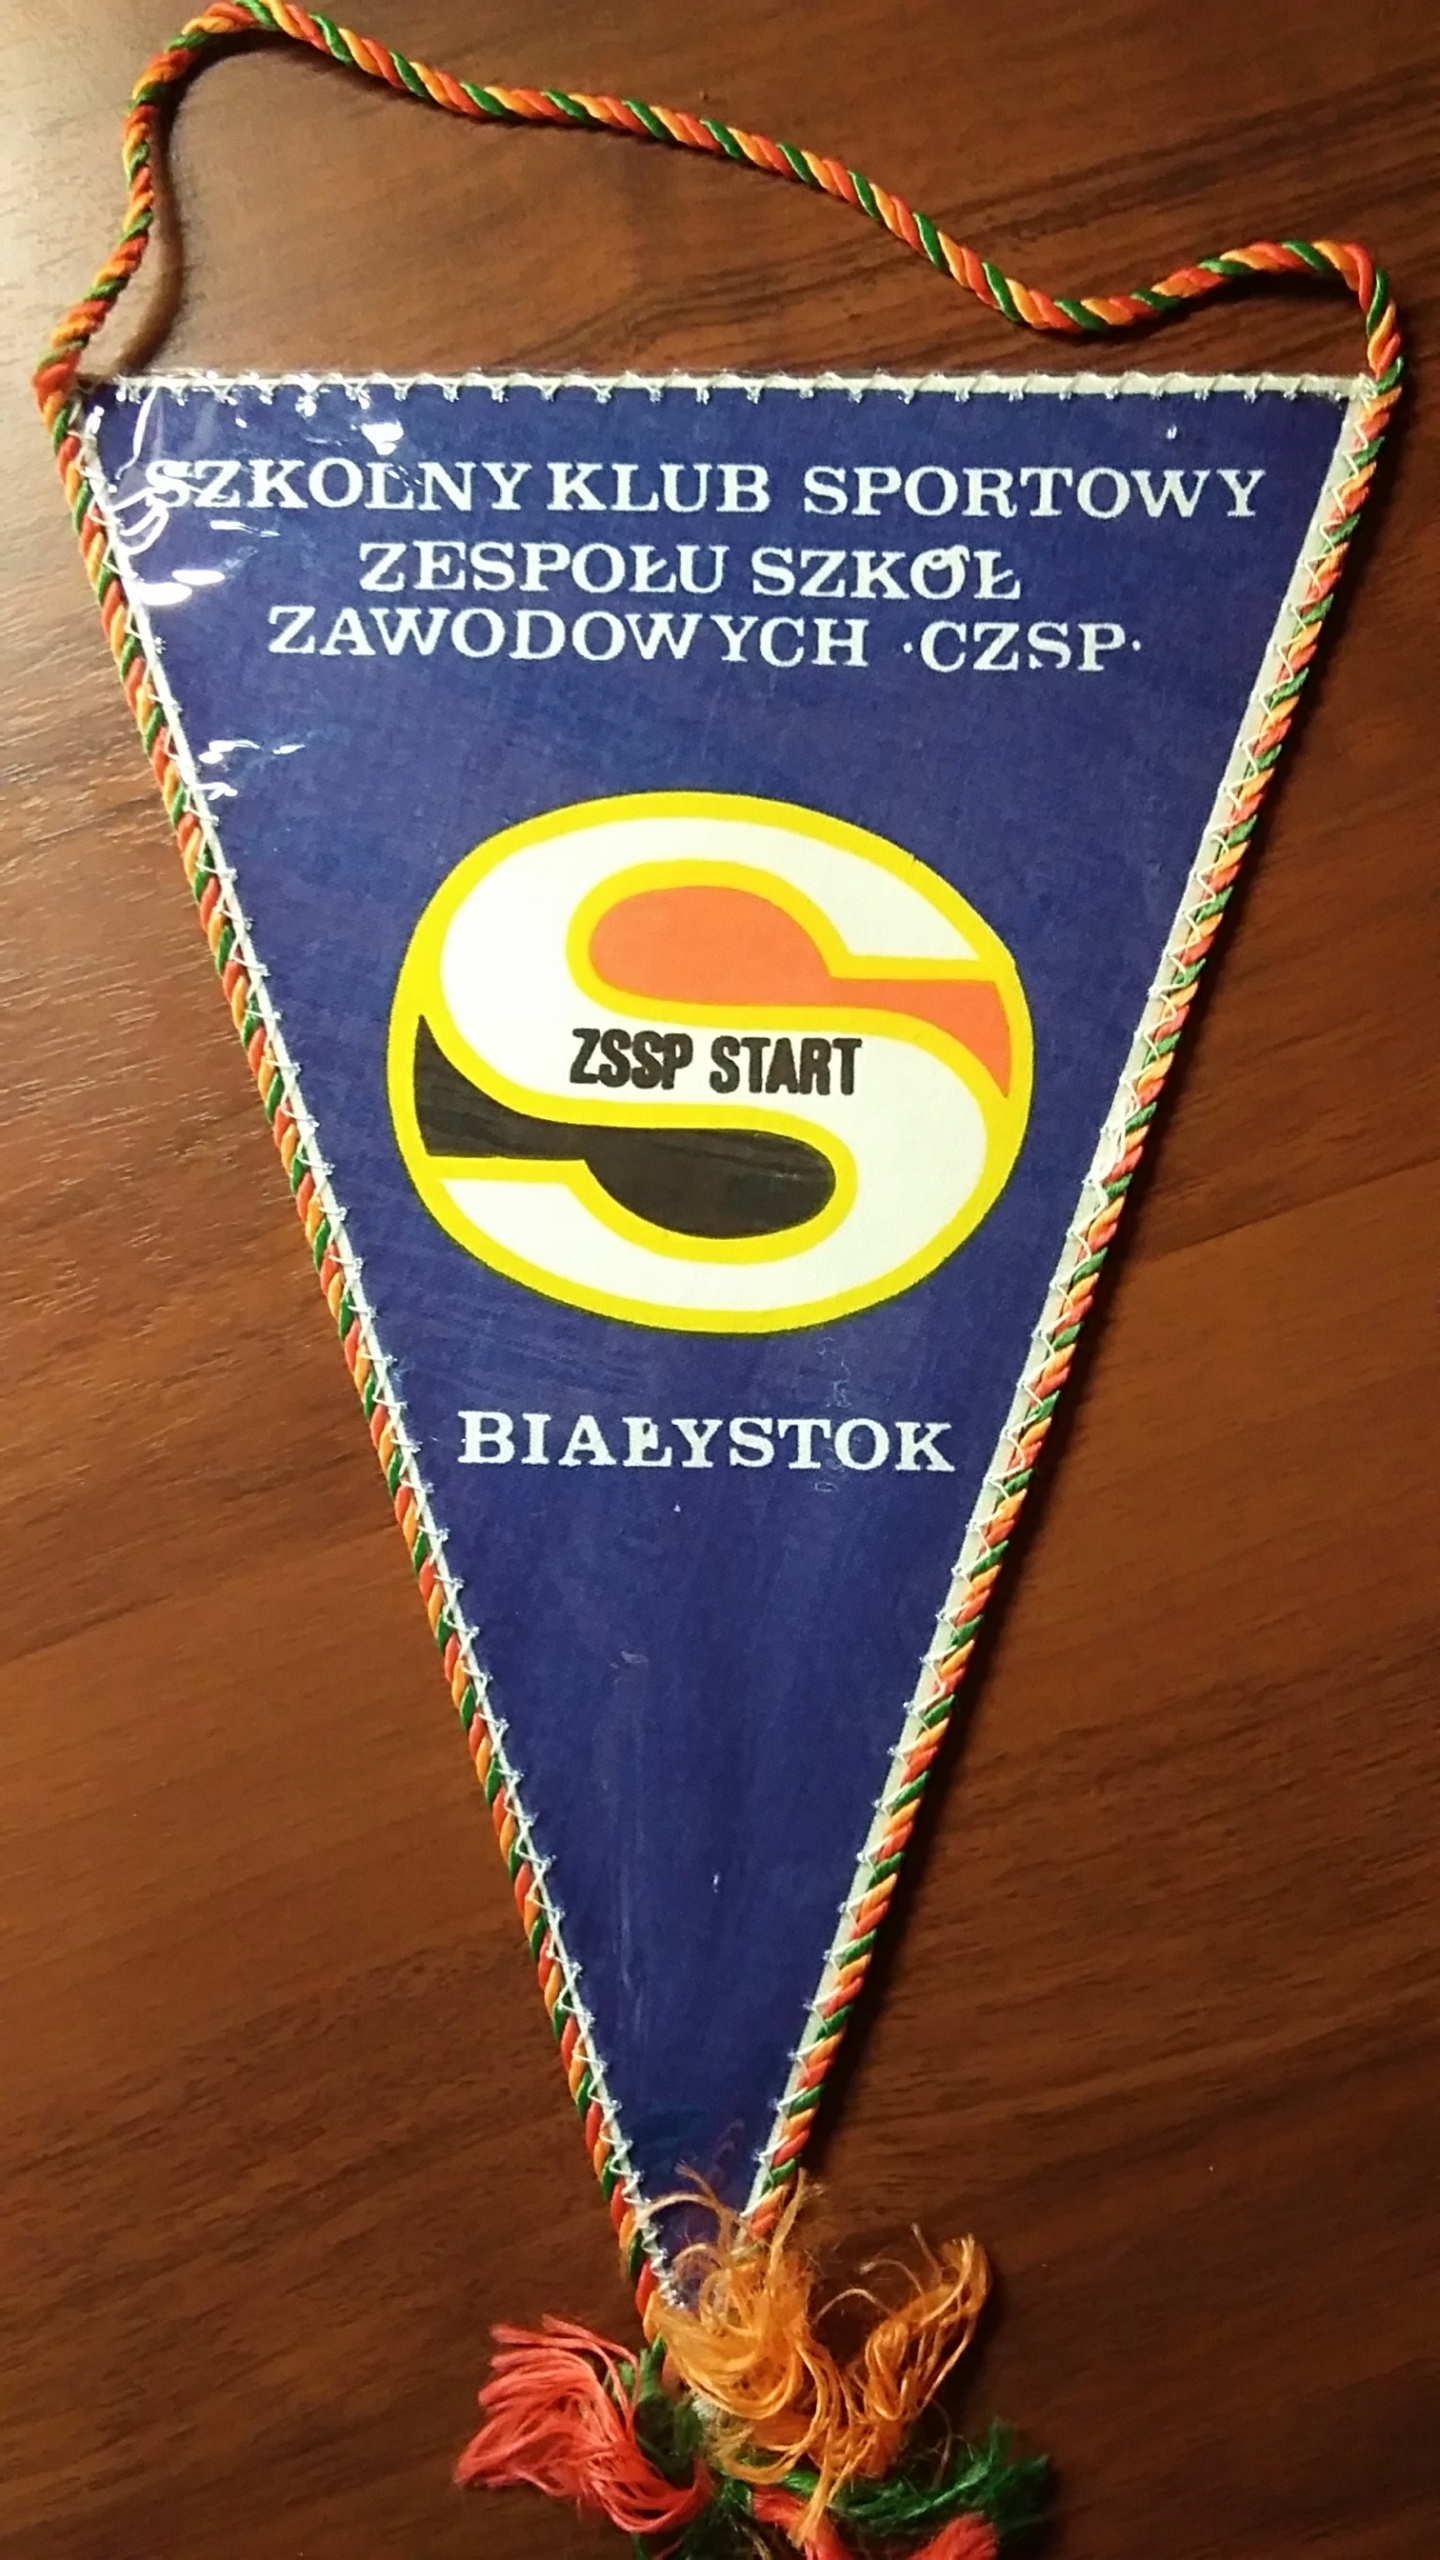 SZKOLNY KLUB SPORTOWY
ZESPOŁU SZKÓŁ
ZAWODOWYCH ·CZSP·
ZSSP START
BIAŁYSTOK